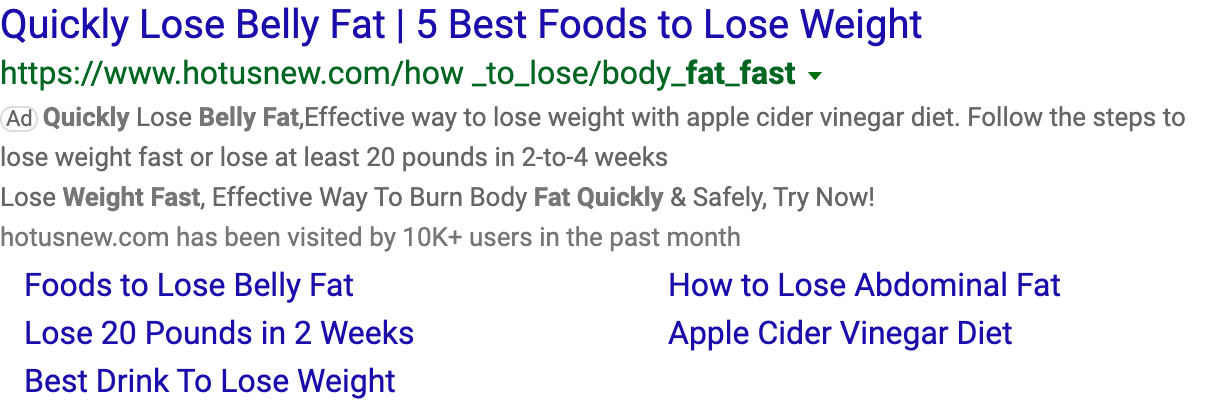 Quickly Lose Belly Fat | 5 Best Foods to Lose Weight
https://www.hotusnew.com/how _to_lose/body_fat_fast
Ad Quickly Lose Belly Fat,Effective way to lose weight with apple cider vinegar diet. Follow the steps to
lose weight fast or lose at least 20 pounds in 2-to-4 weeks
Lose Weight Fast, Effective Way To Burn Body Fat Quickly & Safely, Try Now!
hotusnew.com has been visited by 10K+ users in the past month
Foods to Lose Belly Fat
How to Lose Abdominal Fat
Lose 20 Pounds in 2 Weeks
Apple Cider Vinegar Diet
Best Drink To Lose Weight